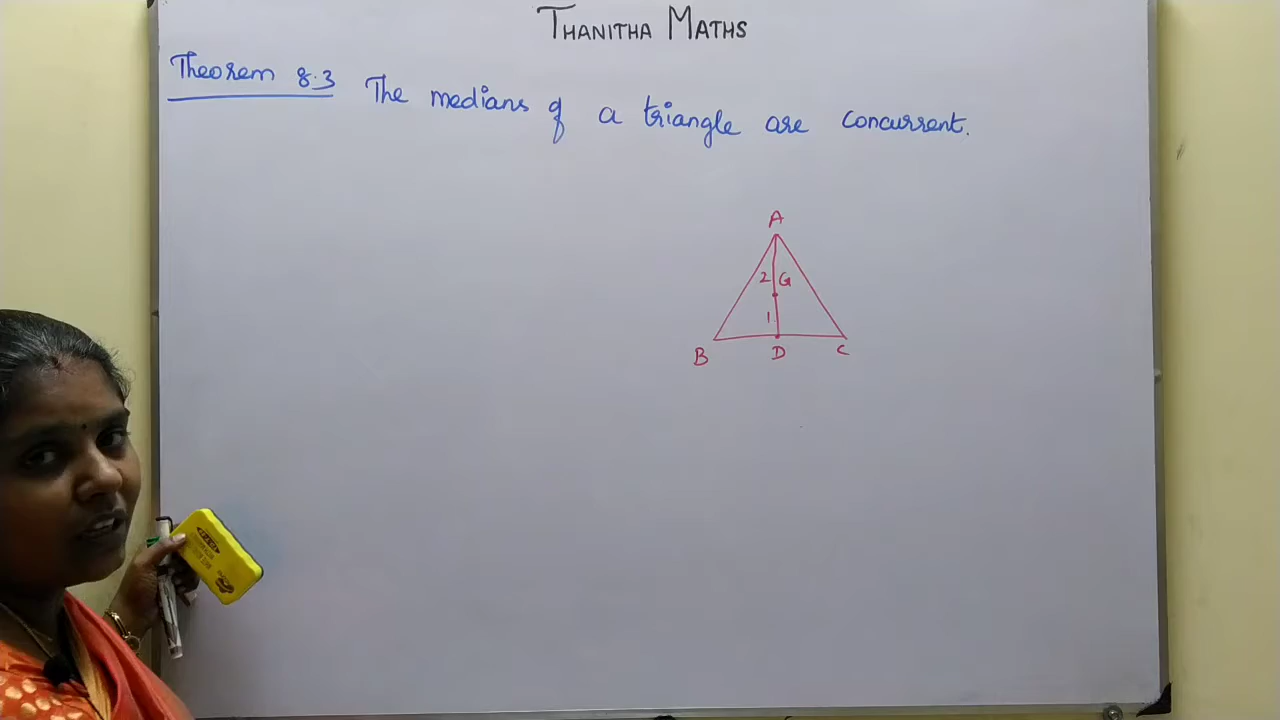 THANITHA MATHS
Theorem 8.3 The medians of a triangle are concurrent.
A
2 G
1
B D C